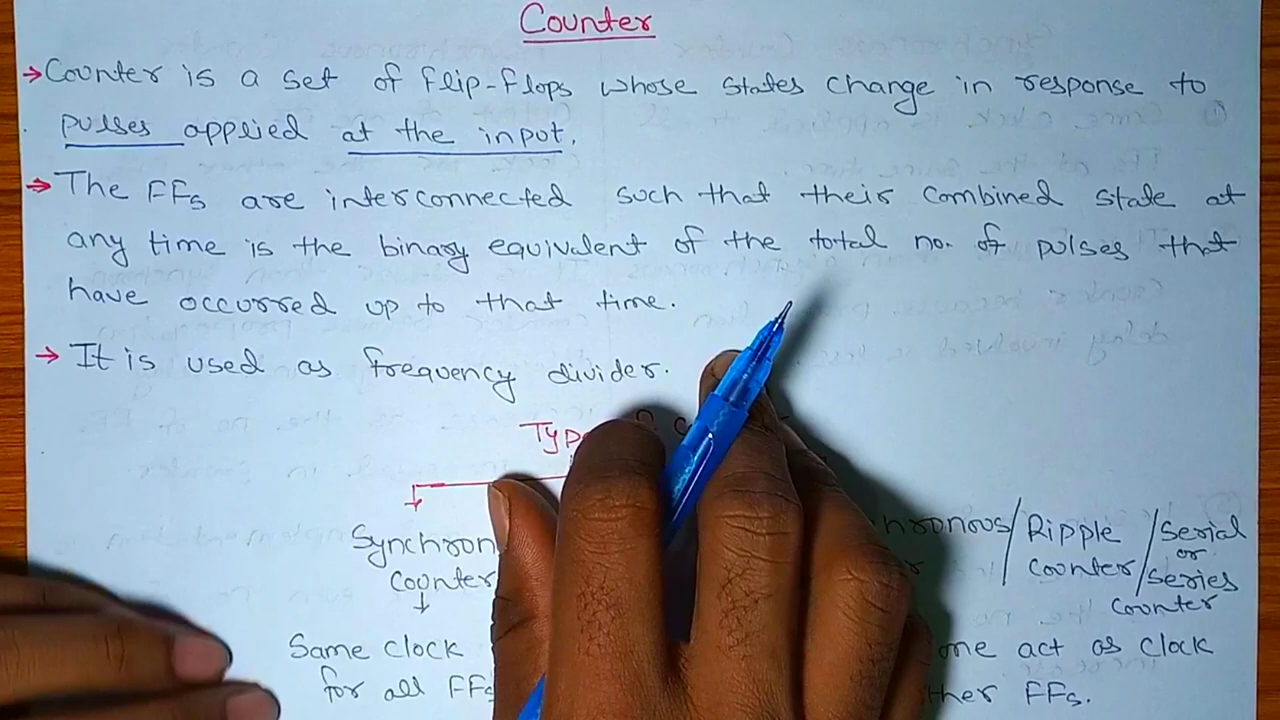 Counter
→ Counter is a set of flip-flops whose states change in response to
pulses applied at the input.
→ The FFs are interconnected such that their combined state at
any time is the binary equivalent of the total no. of pulses that
have occurred up to that time.
→ It is used as frequency divider.
Synchron
counter
Ripple counter / Serial or series counter
Same clock
for all FFs
act as clock
FFs.